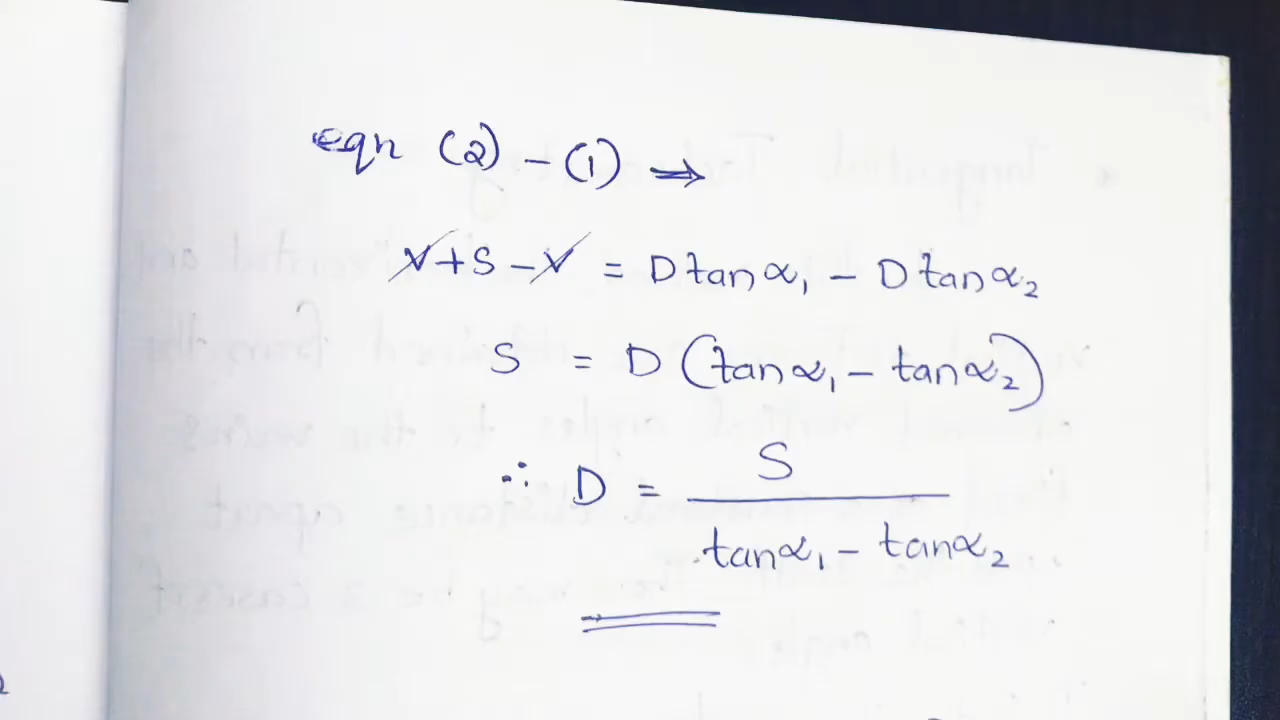 eqn (2) - (1) ⇒
V + S - V = D tan α₁ - D tan α₂
S = D (tan α₁ - tan α₂)
∴ D = S / (tan α₁ - tan α₂)